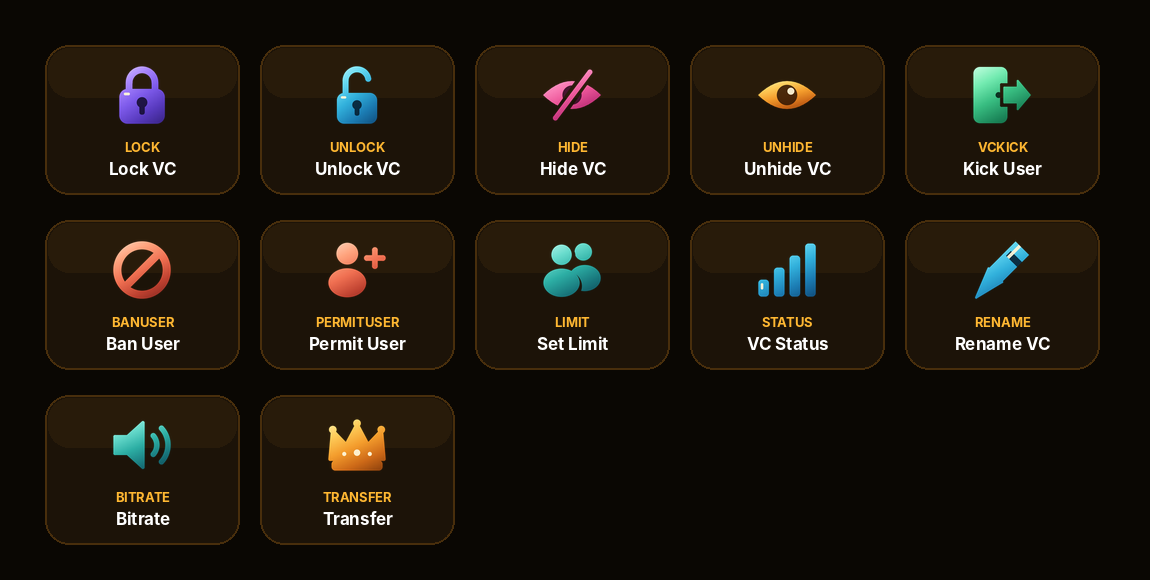 LOCK
Lock VC
UNLOCK
Unlock VC
HIDE
Hide VC
UNHIDE
Unhide VC
VCKICK
Kick User
BANUSER
Ban User
PERMITUSER
Permit User
LIMIT
Set Limit
STATUS
VC Status
RENAME
Rename VC
BITRATE
Bitrate
TRANSFER
Transfer